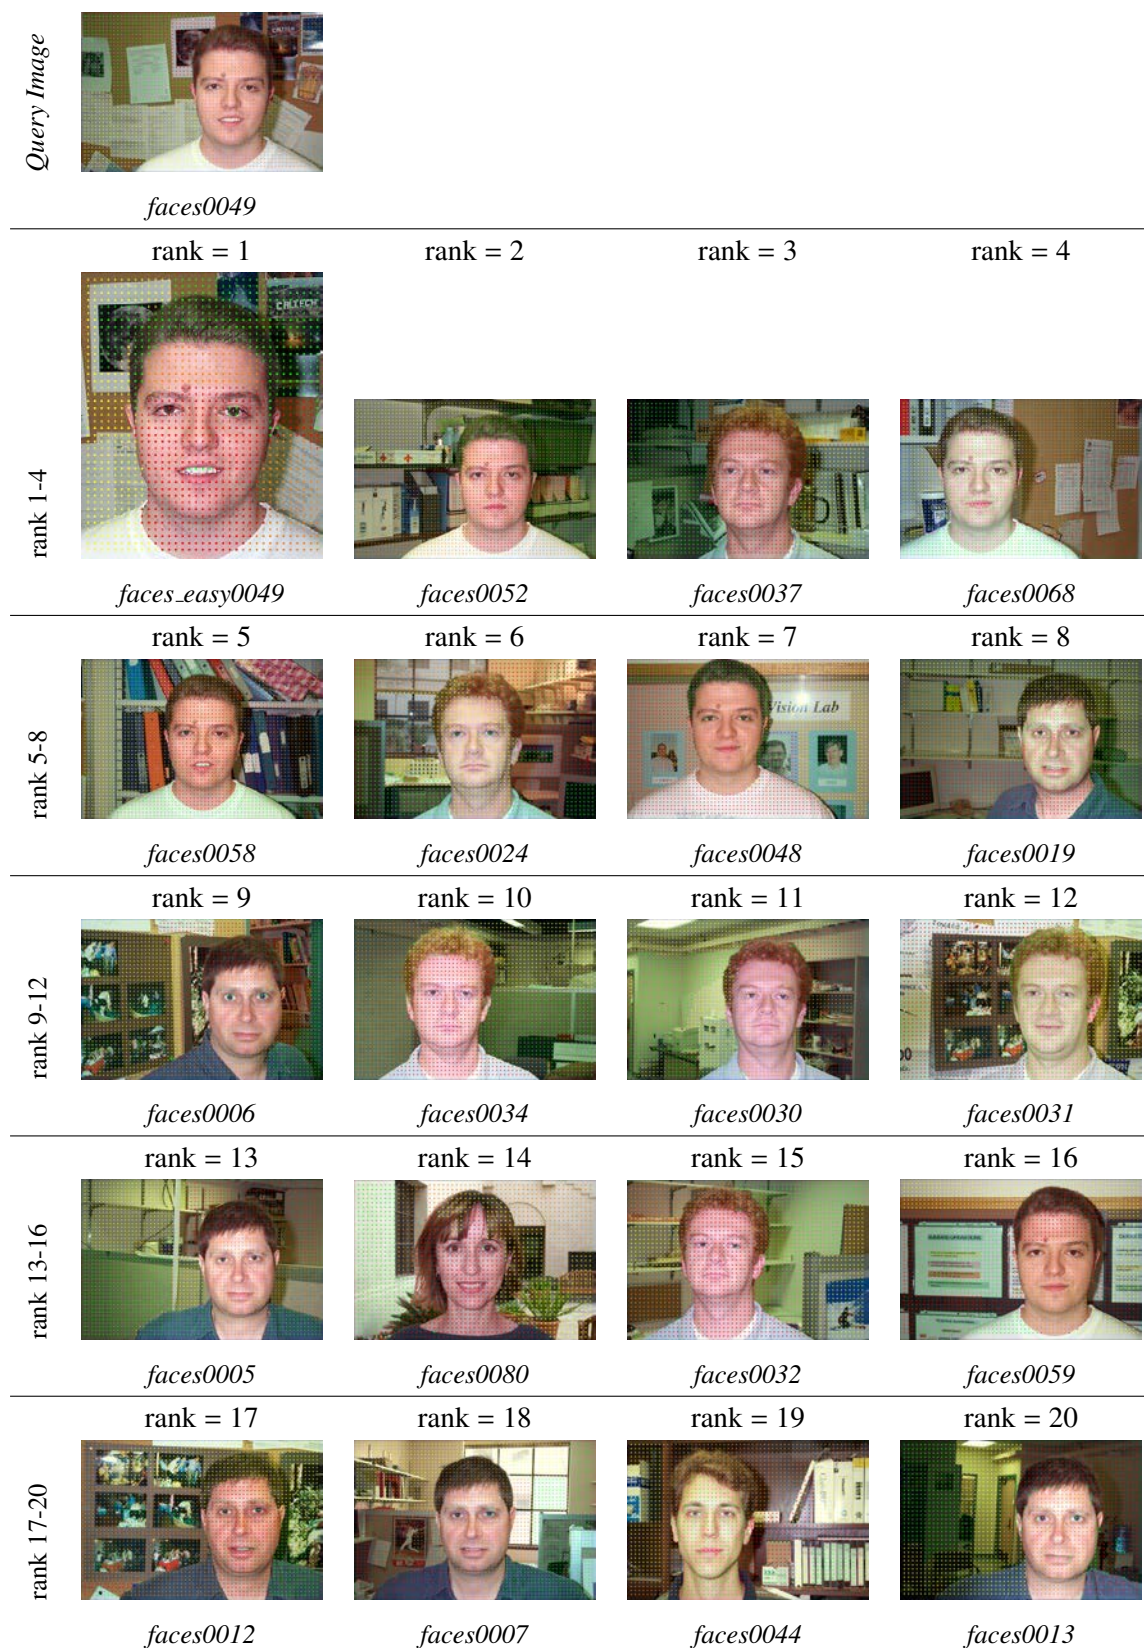 Query Image
faces0049
rank = 1 rank = 2 rank = 3 rank = 4
rank 1-4
CALTECH
faces_easy0049 faces0052 faces0037 faces0068
rank = 5 rank = 6 rank = 7 rank = 8
rank 5-8
Vision Lab
faces0058 faces0024 faces0048 faces0019
rank = 9 rank = 10 rank = 11 rank = 12
rank 9-12
faces0006 faces0034 faces0030 faces0031
rank = 13 rank = 14 rank = 15 rank = 16
rank 13-16
faces0005 faces0080 faces0032 faces0059
rank = 17 rank = 18 rank = 19 rank = 20
rank 17-20
faces0012 faces0007 faces0044 faces0013